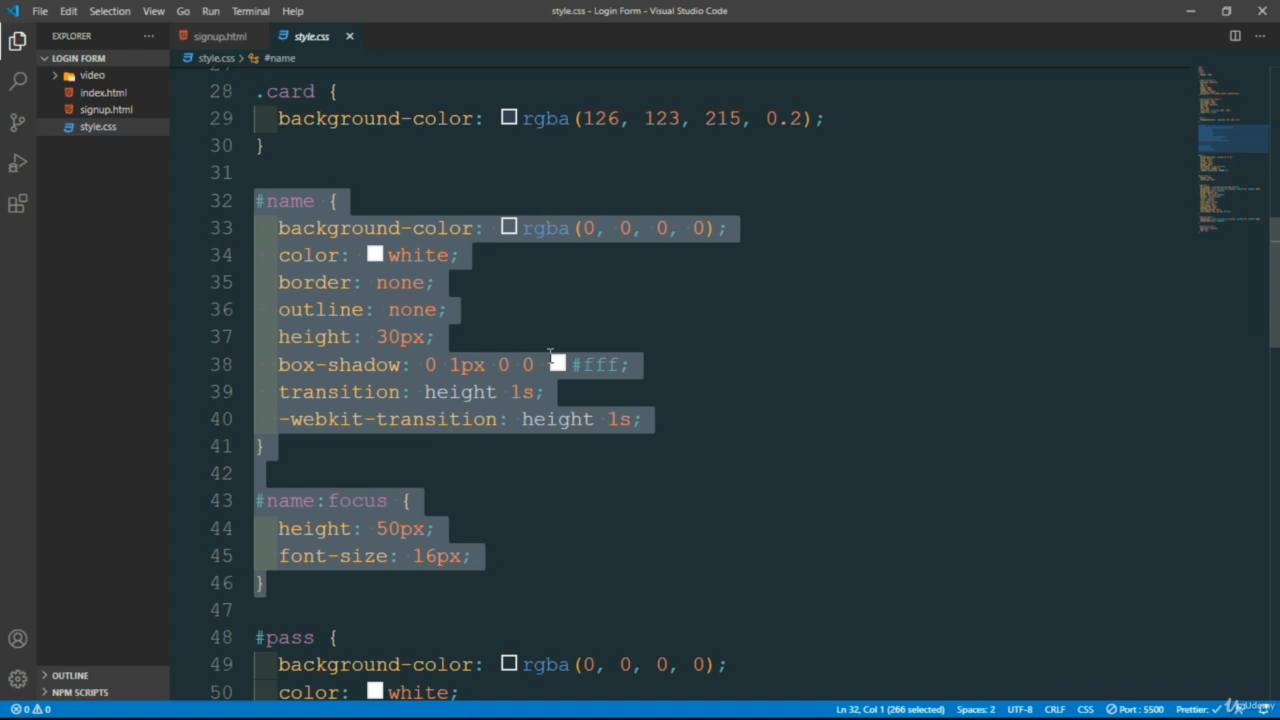 File Edit Selection View Go Run Terminal Help
style.css - Login Form - Visual Studio Code
EXPLORER
LOGIN FORM
video
index.html
signup.html
style.css
OUTLINE
NPM SCRIPTS
signup.html
style.css
style.css > #name
28 .card {
29 background-color: rgba(126, 123, 215, 0.2);
30 }
31
32 #name {
33 background-color: rgba(0, 0, 0, 0);
34 color: white;
35 border: none;
36 outline: none;
37 height: 30px;
38 box-shadow: 0 1px 0 0 #fff;
39 transition: height 1s;
40 -webkit-transition: height 1s;
41 }
42
43 #name:focus {
44 height: 50px;
45 font-size: 16px;
46 }
47
48 #pass {
49 background-color: rgba(0, 0, 0, 0);
50 color: white;
0 0
Ln 32, Col 1 (266 selected) Spaces: 2 UTF-8 CRLF CSS Port : 5500 Prettier: ✓
Udemy